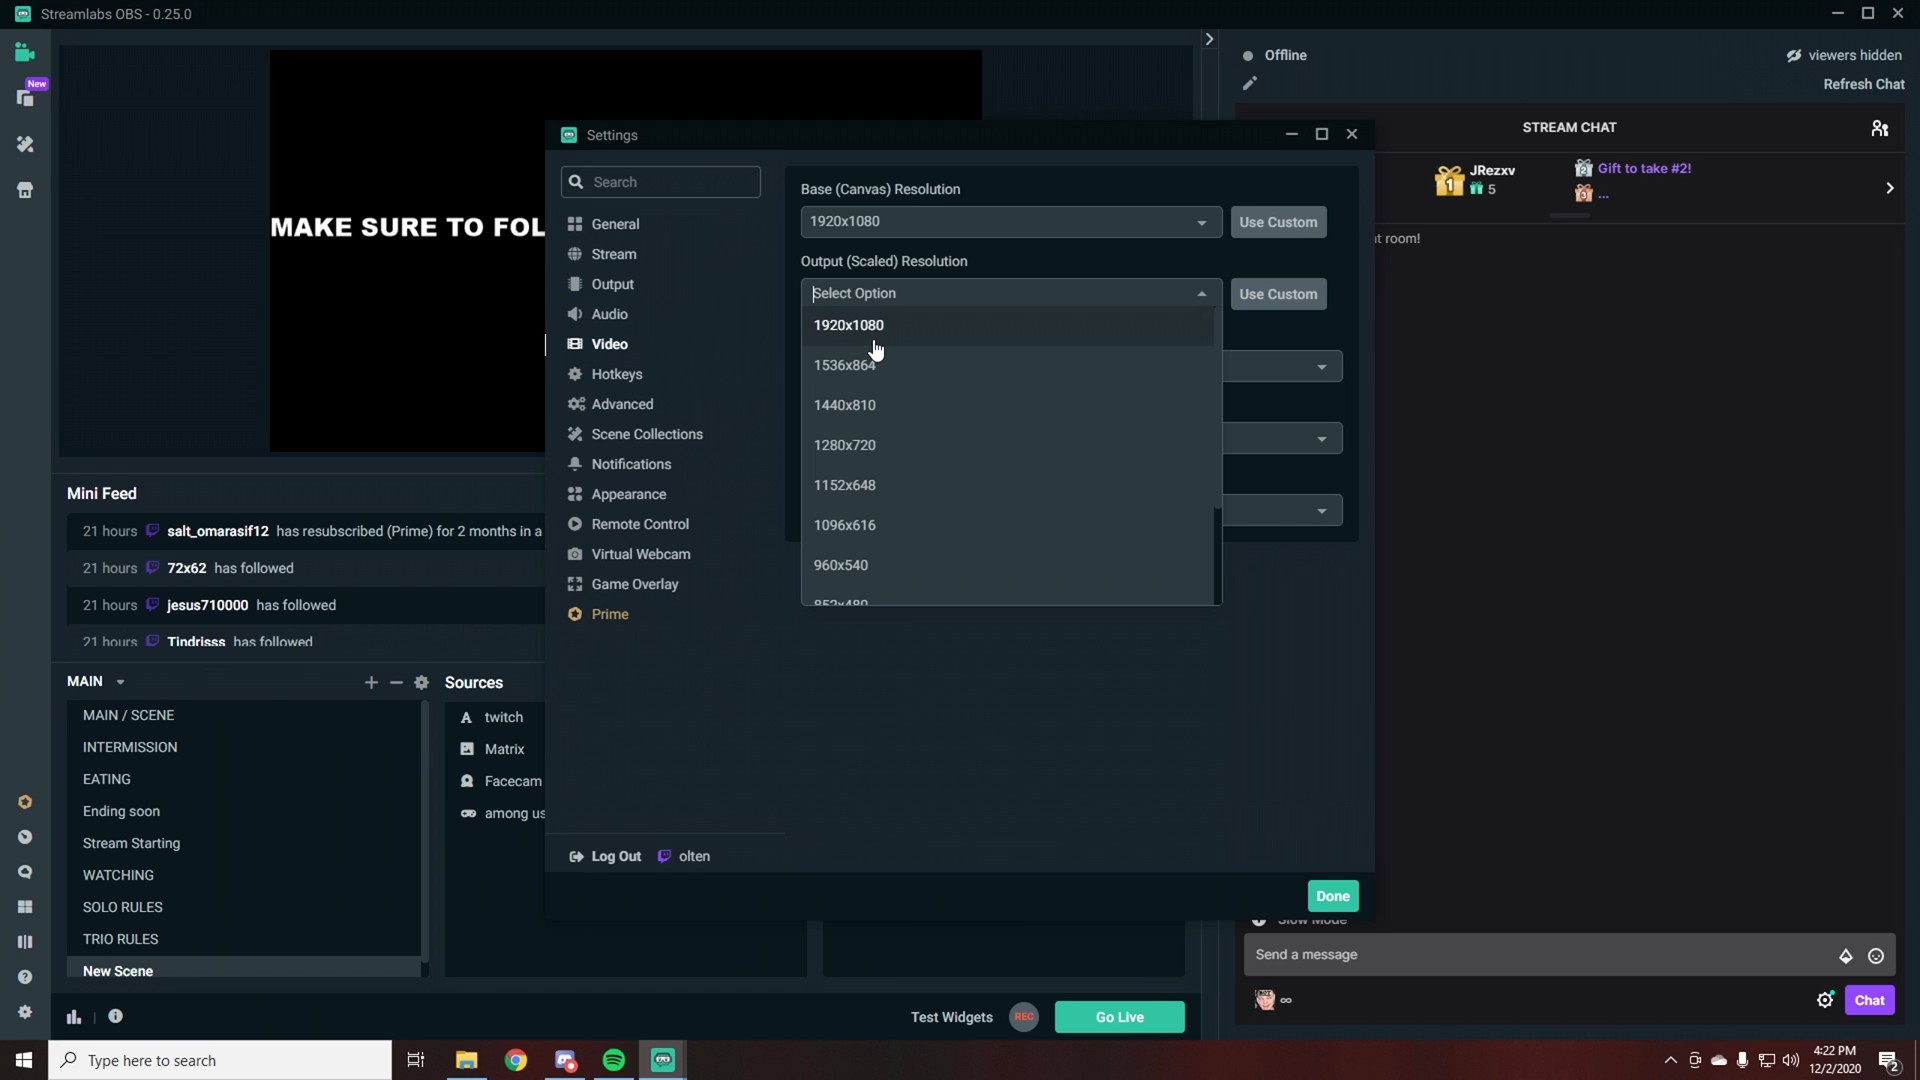 Streamlabs OBS - 0.25.0
New
MAKE SURE TO FOL
Offline
viewers hidden
Refresh Chat
STREAM CHAT
1
JRezxv
5
2
Gift to take #2!
3
...
t room!
Settings
Search
General
Stream
Output
Audio
Video
Hotkeys
Advanced
Scene Collections
Notifications
Appearance
Remote Control
Virtual Webcam
Game Overlay
Prime
Log Out
olten
Base (Canvas) Resolution
1920x1080
Use Custom
Output (Scaled) Resolution
Select Option
Use Custom
1920x1080
1536x864
1440x810
1280x720
1152x648
1096x616
960x540
852x480
Done
Mini Feed
21 hours salt_omarasif12 has resubscribed (Prime) for 2 months in a
21 hours 72x62 has followed
21 hours jesus710000 has followed
21 hours Tindrisss has followed
MAIN
MAIN / SCENE
INTERMISSION
EATING
Ending soon
Stream Starting
WATCHING
SOLO RULES
TRIO RULES
New Scene
Sources
twitch
Matrix
Facecam
among us
Test Widgets
REC
Go Live
Slow Mode
Send a message
∞
Chat
Type here to search
4:22 PM
12/2/2020
2